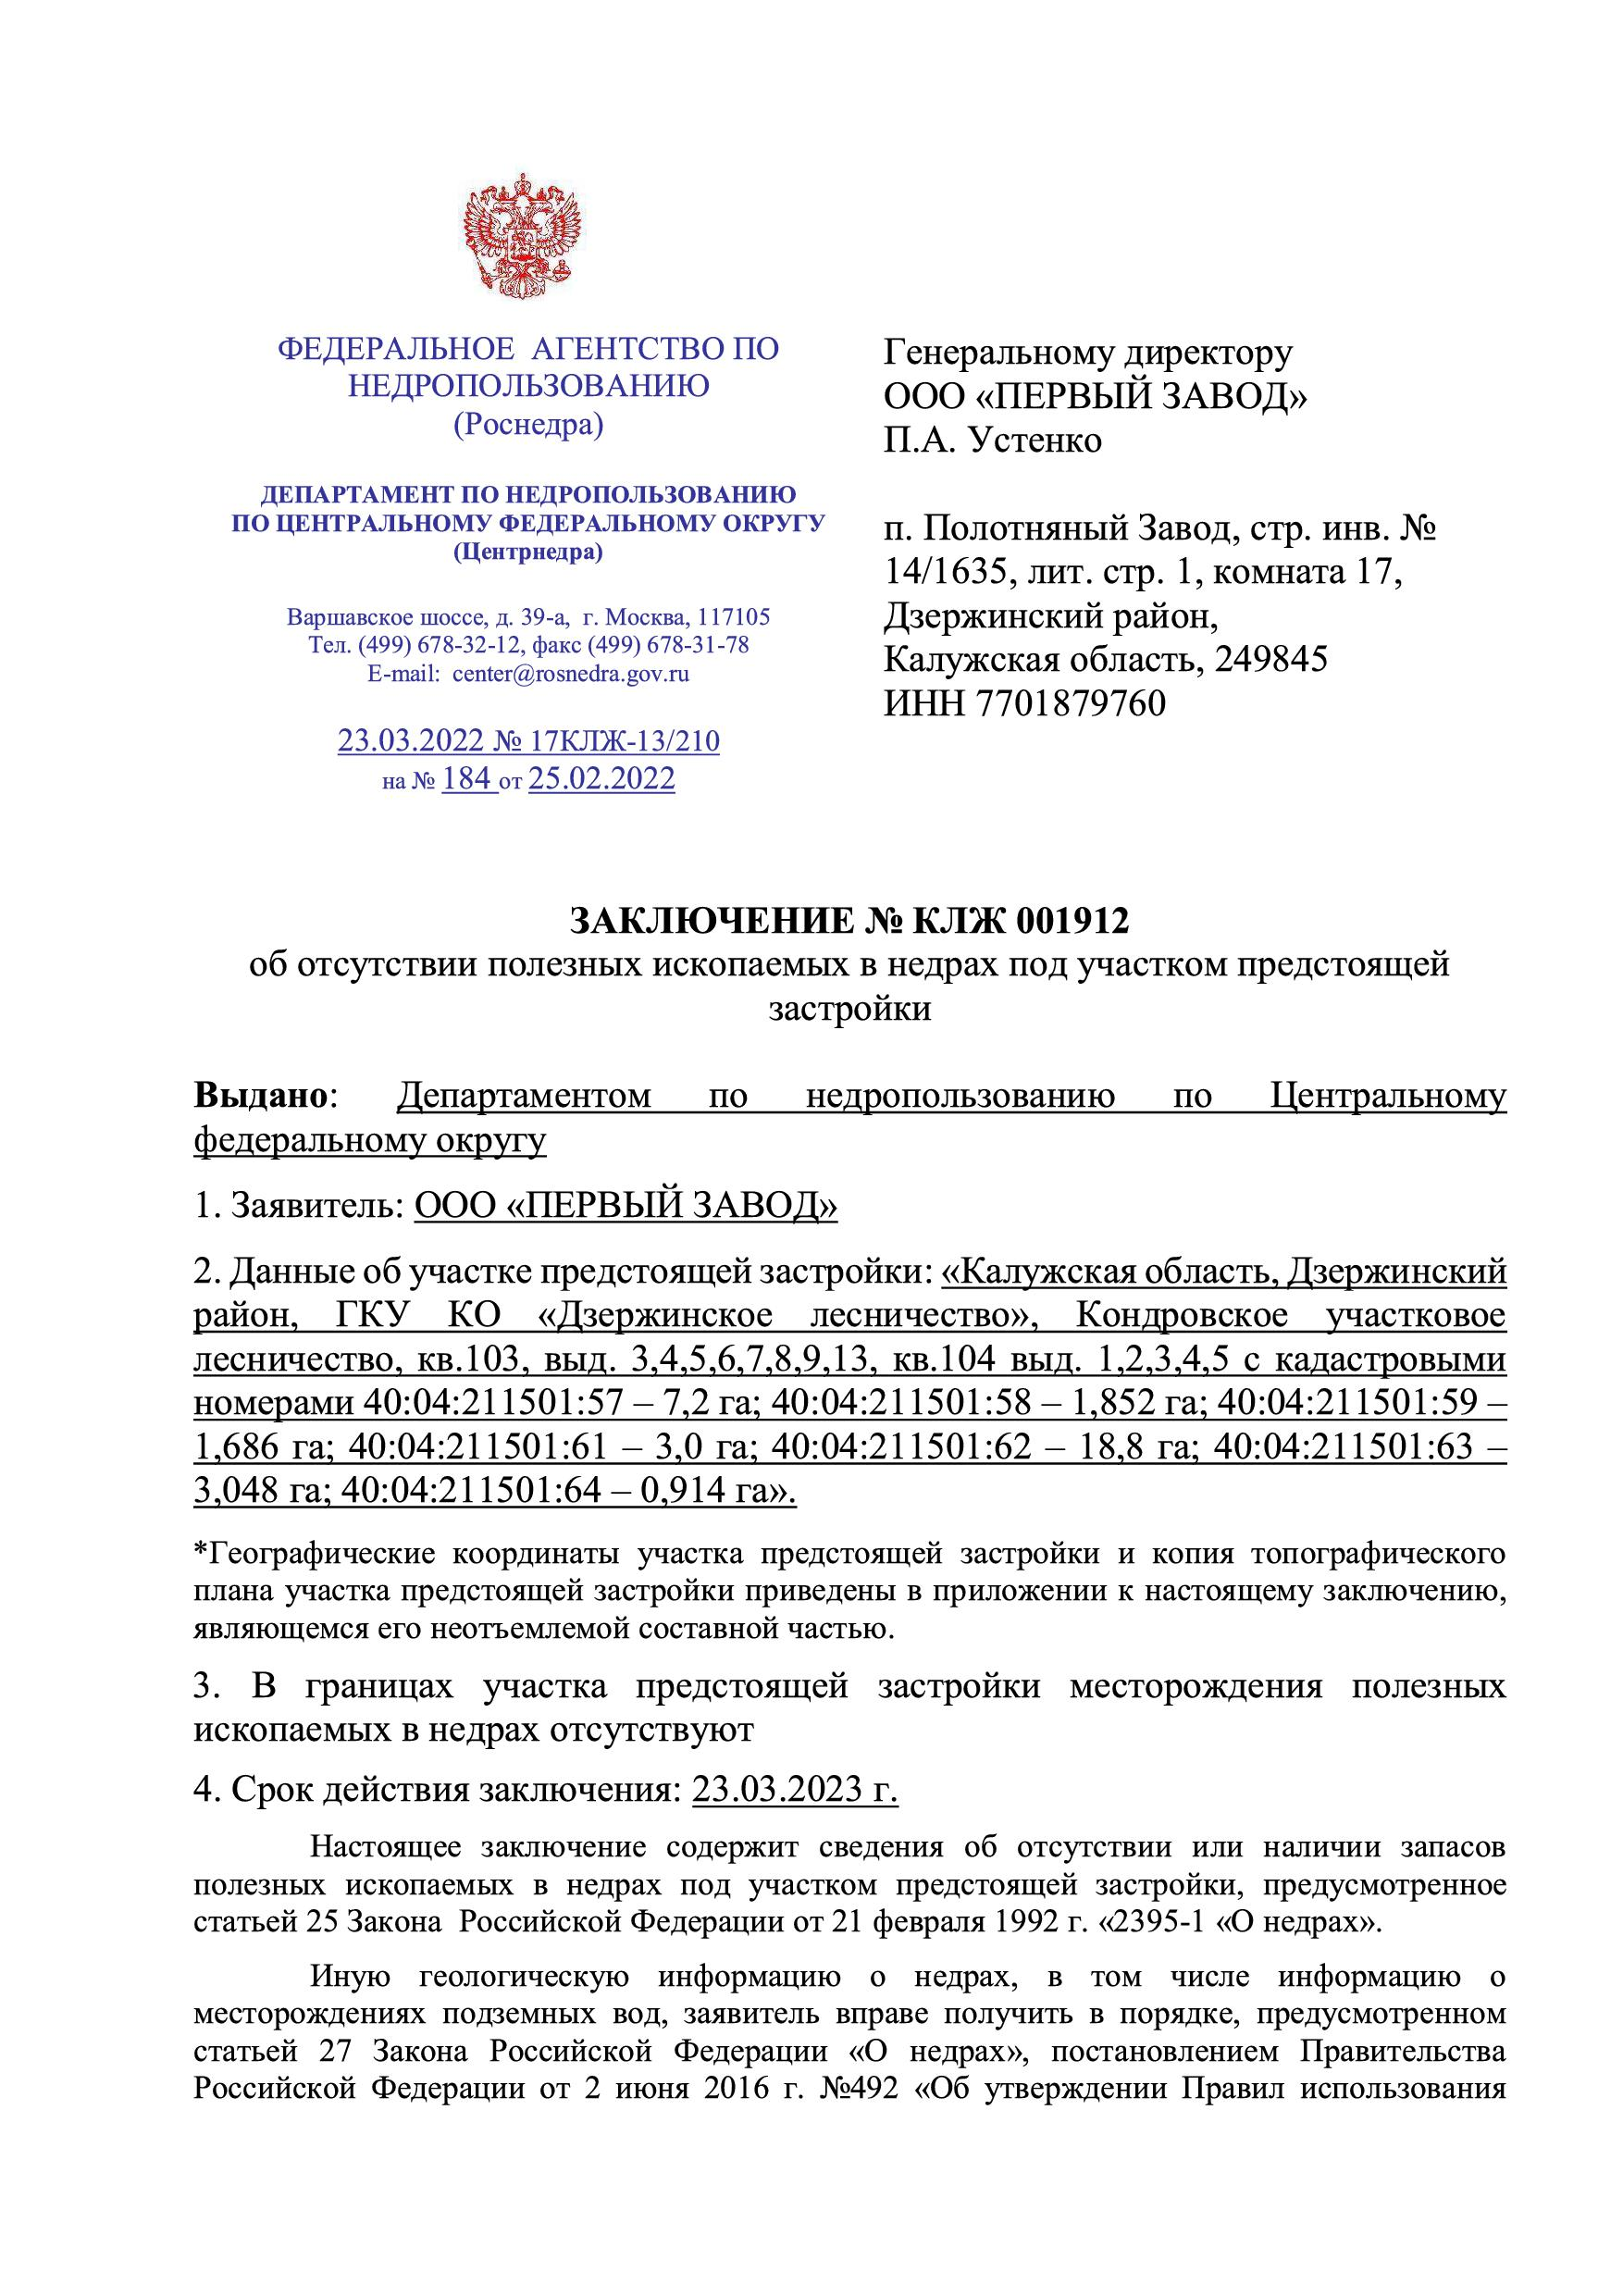 ФЕДЕРАЛЬНОЕ АГЕНТСТВО ПО
НЕДРОПОЛЬЗОВАНИЮ
(Роснедра)
ДЕПАРТАМЕНТ ПО НЕДРОПОЛЬЗОВАНИЮ
ПО ЦЕНТРАЛЬНОМУ ФЕДЕРАЛЬНОМУ ОКРУГУ
(Центрнедра)
Варшавское шоссе, д. 39-а, г. Москва, 117105
Тел. (499) 678-32-12, факс (499) 678-31-78
E-mail: center@rosnedra.gov.ru
23.03.2022 № 17КЛЖ-13/210
на № 184 от 25.02.2022
Генеральному директору
ООО «ПЕРВЫЙ ЗАВОД»
П.А. Устенко
п. Полотняный Завод, стр. инв. №
14/1635, лит. стр. 1, комната 17,
Дзержинский район,
Калужская область, 249845
ИНН 7701879760
ЗАКЛЮЧЕНИЕ № КЛЖ 001912
об отсутствии полезных ископаемых в недрах под участком предстоящей
застройки
Выдано: Департаментом по недропользованию по Центральному
федеральному округу
1. Заявитель: ООО «ПЕРВЫЙ ЗАВОД»
2. Данные об участке предстоящей застройки: «Калужская область, Дзержинский
район, ГКУ КО «Дзержинское лесничество», Кондровское участковое
лесничество, кв.103, выд. 3,4,5,6,7,8,9,13, кв.104 выд. 1,2,3,4,5 с кадастровыми
номерами 40:04:211501:57 – 7,2 га; 40:04:211501:58 – 1,852 га; 40:04:211501:59 –
1,686 га; 40:04:211501:61 – 3,0 га; 40:04:211501:62 – 18,8 га; 40:04:211501:63 –
3,048 га; 40:04:211501:64 – 0,914 га».
*Географические координаты участка предстоящей застройки и копия топографического
плана участка предстоящей застройки приведены в приложении к настоящему заключению,
являющемся его неотъемлемой составной частью.
3. В границах участка предстоящей застройки месторождения полезных
ископаемых в недрах отсутствуют
4. Срок действия заключения: 23.03.2023 г.
Настоящее заключение содержит сведения об отсутствии или наличии запасов
полезных ископаемых в недрах под участком предстоящей застройки, предусмотренное
статьей 25 Закона Российской Федерации от 21 февраля 1992 г. «2395-1 «О недрах».
Иную геологическую информацию о недрах, в том числе информацию о
месторождениях подземных вод, заявитель вправе получить в порядке, предусмотренном
статьей 27 Закона Российской Федерации «О недрах», постановлением Правительства
Российской Федерации от 2 июня 2016 г. №492 «Об утверждении Правил использования